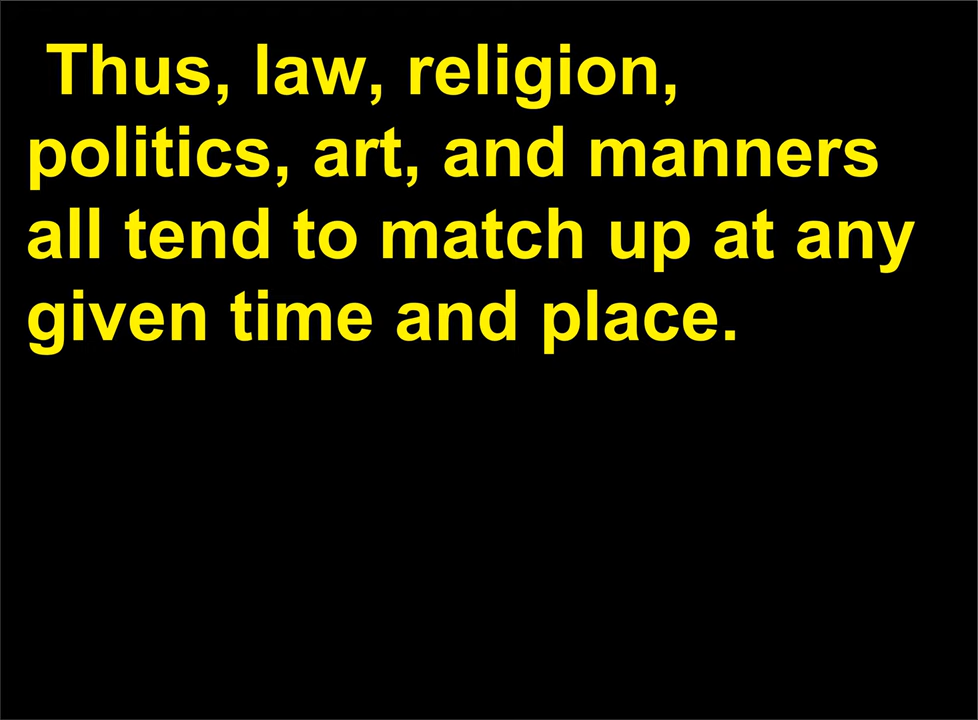 Thus, law, religion,
politics, art, and manners
all tend to match up at any
given time and place.